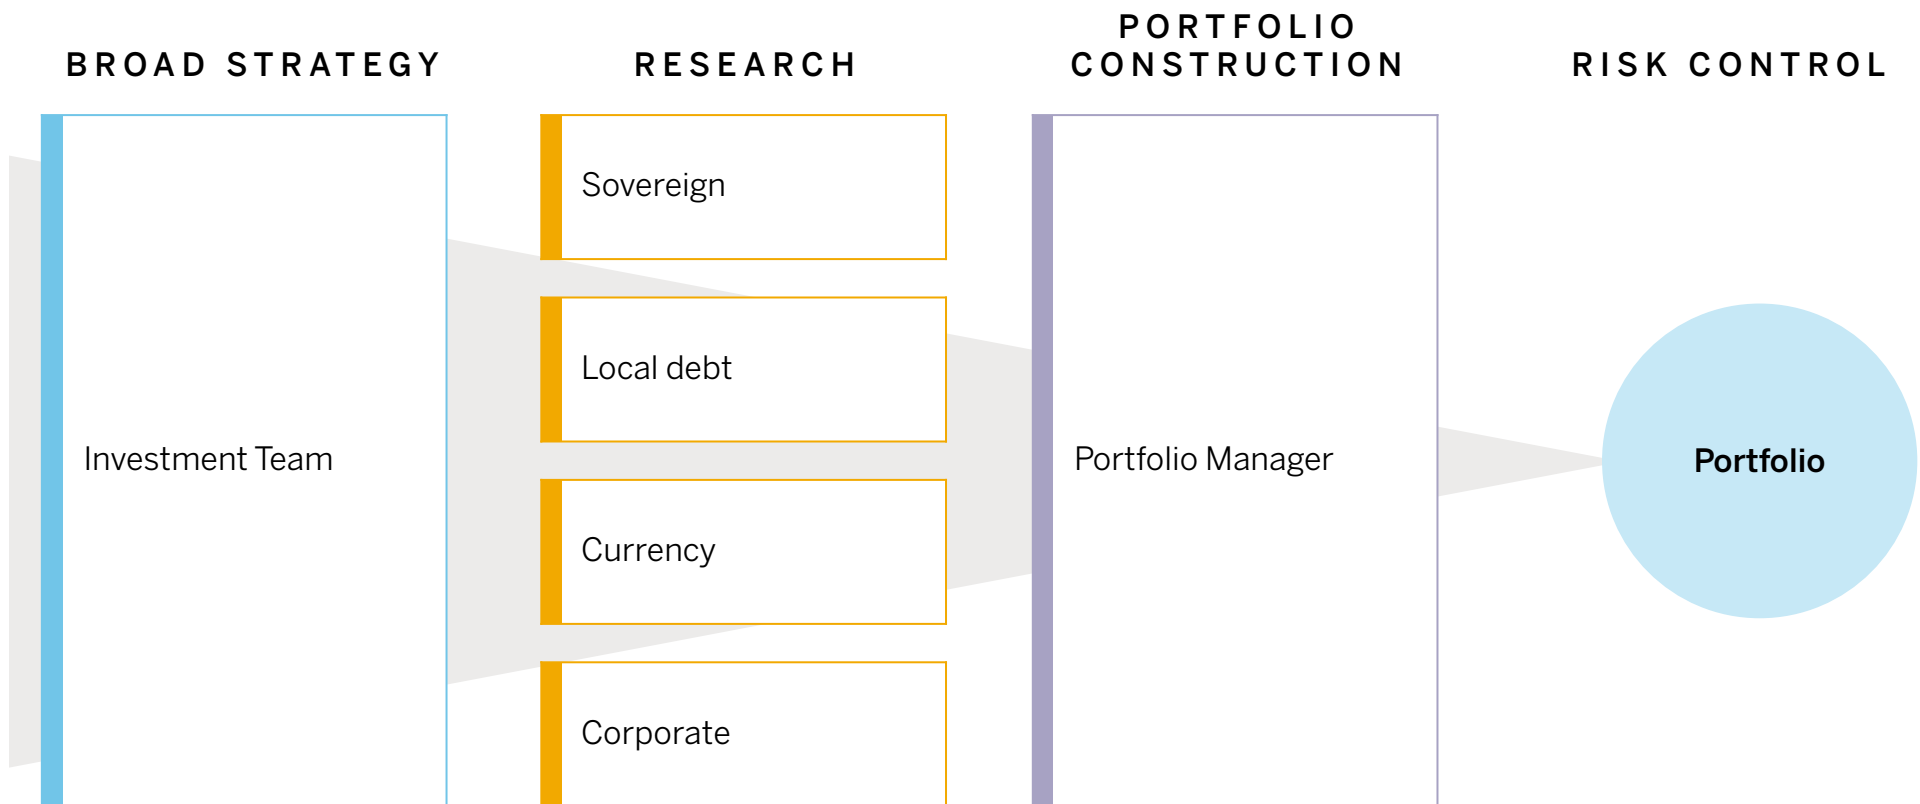 BROAD STRATEGY
RESEARCH
PORTFOLIO
CONSTRUCTION
RISK CONTROL
Investment Team
Sovereign
Local debt
Currency
Corporate
Portfolio Manager
Portfolio